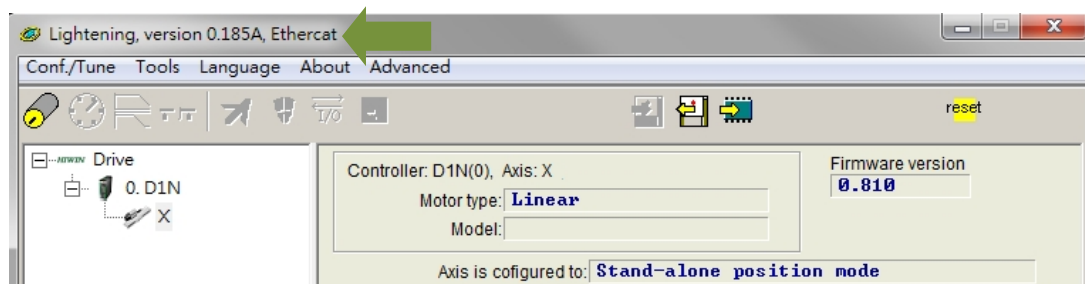 Lightening, version 0.185A, Ethercat
Conf./Tune Tools Language About Advanced
I/O reset
HIWIN Drive
0. D1N
X
Controller: D1N(0), Axis: X
Motor type: Linear
Model:
Firmware version
0.810
Axis is cofigured to: Stand-alone position mode